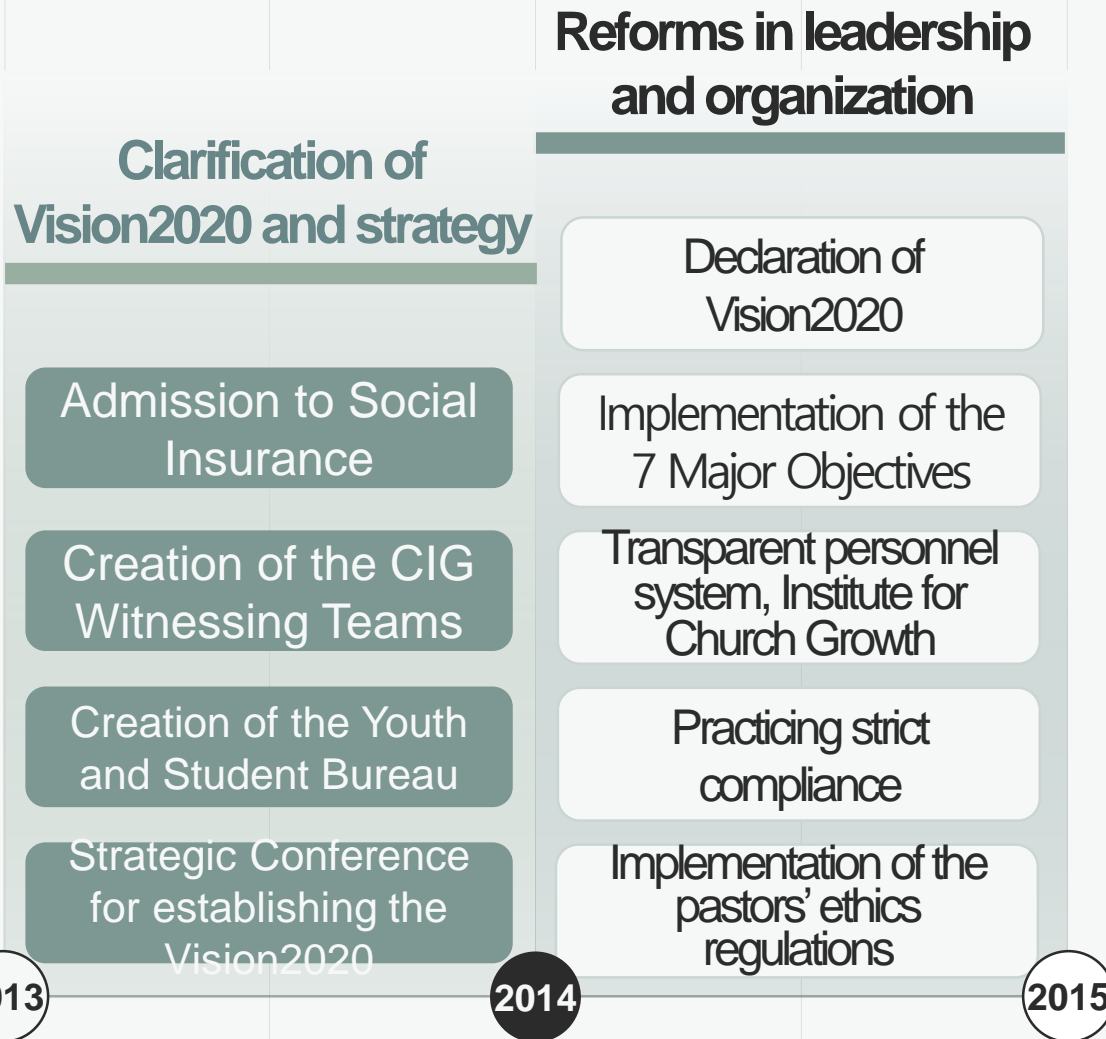 Clarification of
Vision2020 and strategy
Admission to Social
Insurance
Creation of the CIG
Witnessing Teams
Creation of the Youth
and Student Bureau
Strategic Conference
for establishing the
Vision2020
Reforms in leadership
and organization
Declaration of
Vision2020
Implementation of the
7 Major Objectives
Transparent personnel
system, Institute for
Church Growth
Practicing strict
compliance
Implementation of the
pastors’ ethics
regulations
13
2014
2015